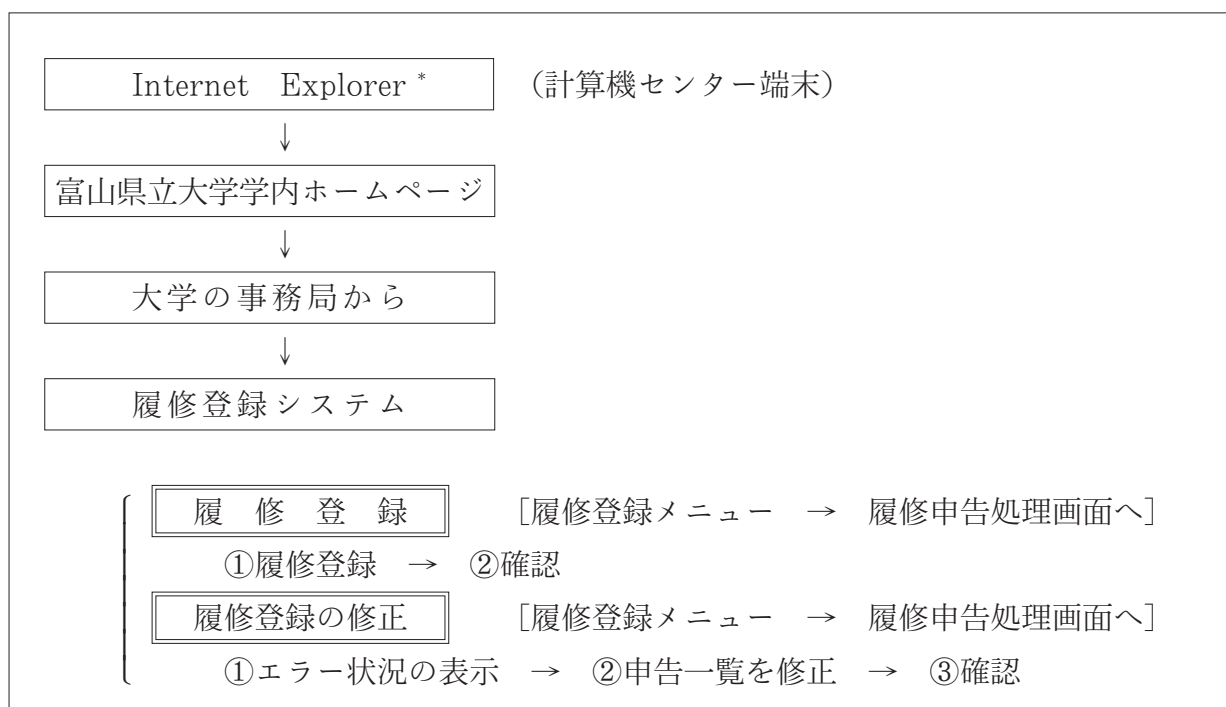 Internet Explorer* （計算機センター端末）
↓
富山県立大学学内ホームページ
↓
大学の事務局から
↓
履修登録システム
履 修 登 録 ［履修登録メニュー → 履修申告処理画面へ］
①履修登録 → ②確認
履修登録の修正 ［履修登録メニュー → 履修申告処理画面へ］
①エラー状況の表示 → ②申告一覧を修正 → ③確認